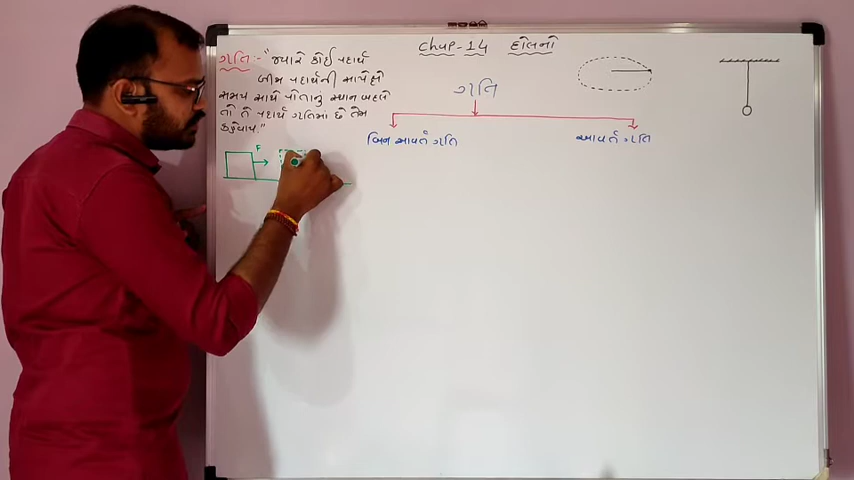 Chap-14 દોલનો
ગતિ :- "જ્યારે કોઈ પદાર્થ
બીજા પદાર્થની સાપેક્ષે
સમય સાથે પોતાનું સ્થાન બદલે
તો તે પદાર્થ ગતિમાં છે તેમ
કહેવાય."
ગતિ
બિન આવર્ત ગતિ
આવર્ત ગતિ
F